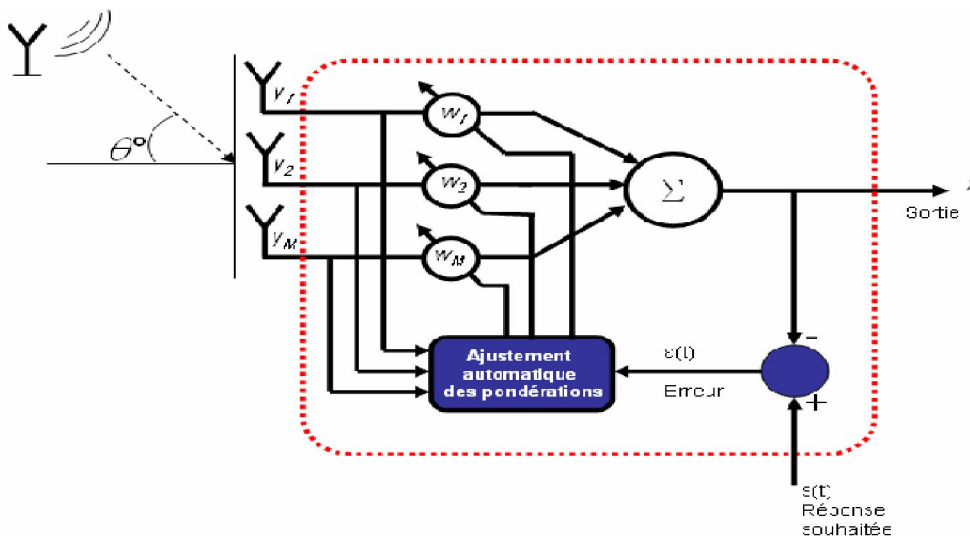 y1
w1
θ°
y2
w2
Σ
Sortie
yM
wM
-
Ajustement
automatique
des pondérations
ε(t)
Erreur
+
s(t)
Réponse
souhaitée